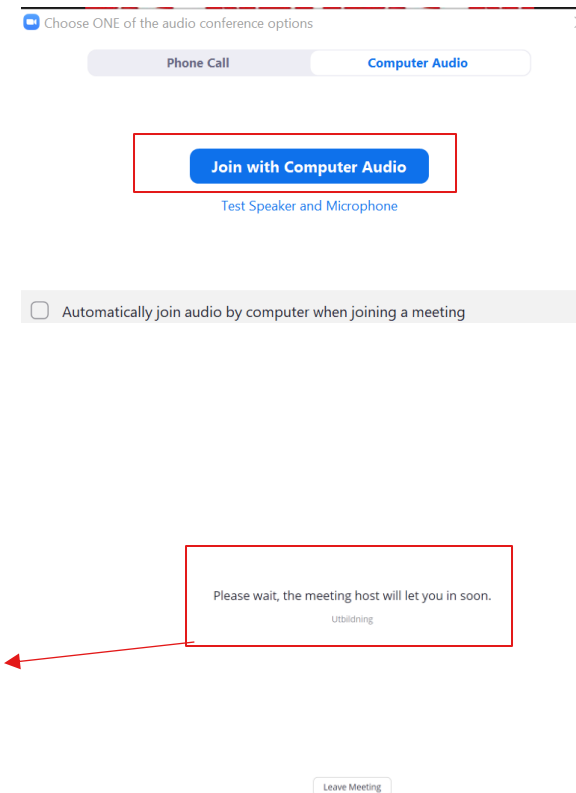 Choose ONE of the audio conference options
Phone Call
Computer Audio
Join with Computer Audio
Test Speaker and Microphone
Automatically join audio by computer when joining a meeting
Please wait, the meeting host will let you in soon.
Utbildning
Leave Meeting